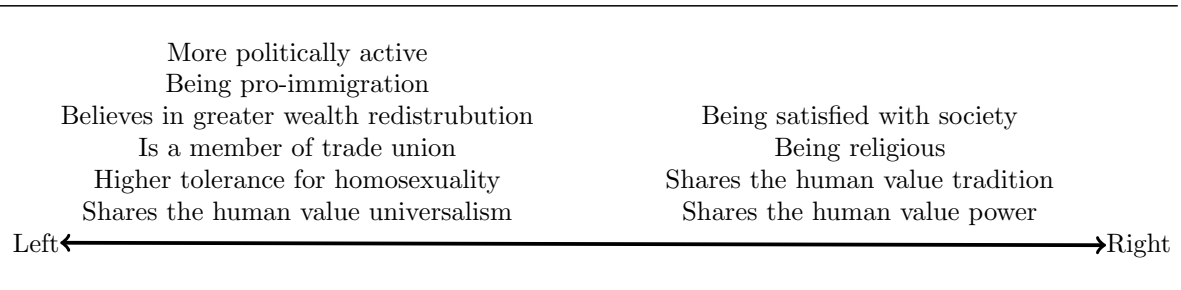 More politically active
Being pro-immigration
Believes in greater wealth redistrubution
Is a member of trade union
Higher tolerance for homosexuality
Shares the human value universalism
Being satisfied with society
Being religious
Shares the human value tradition
Shares the human value power
Left
Right